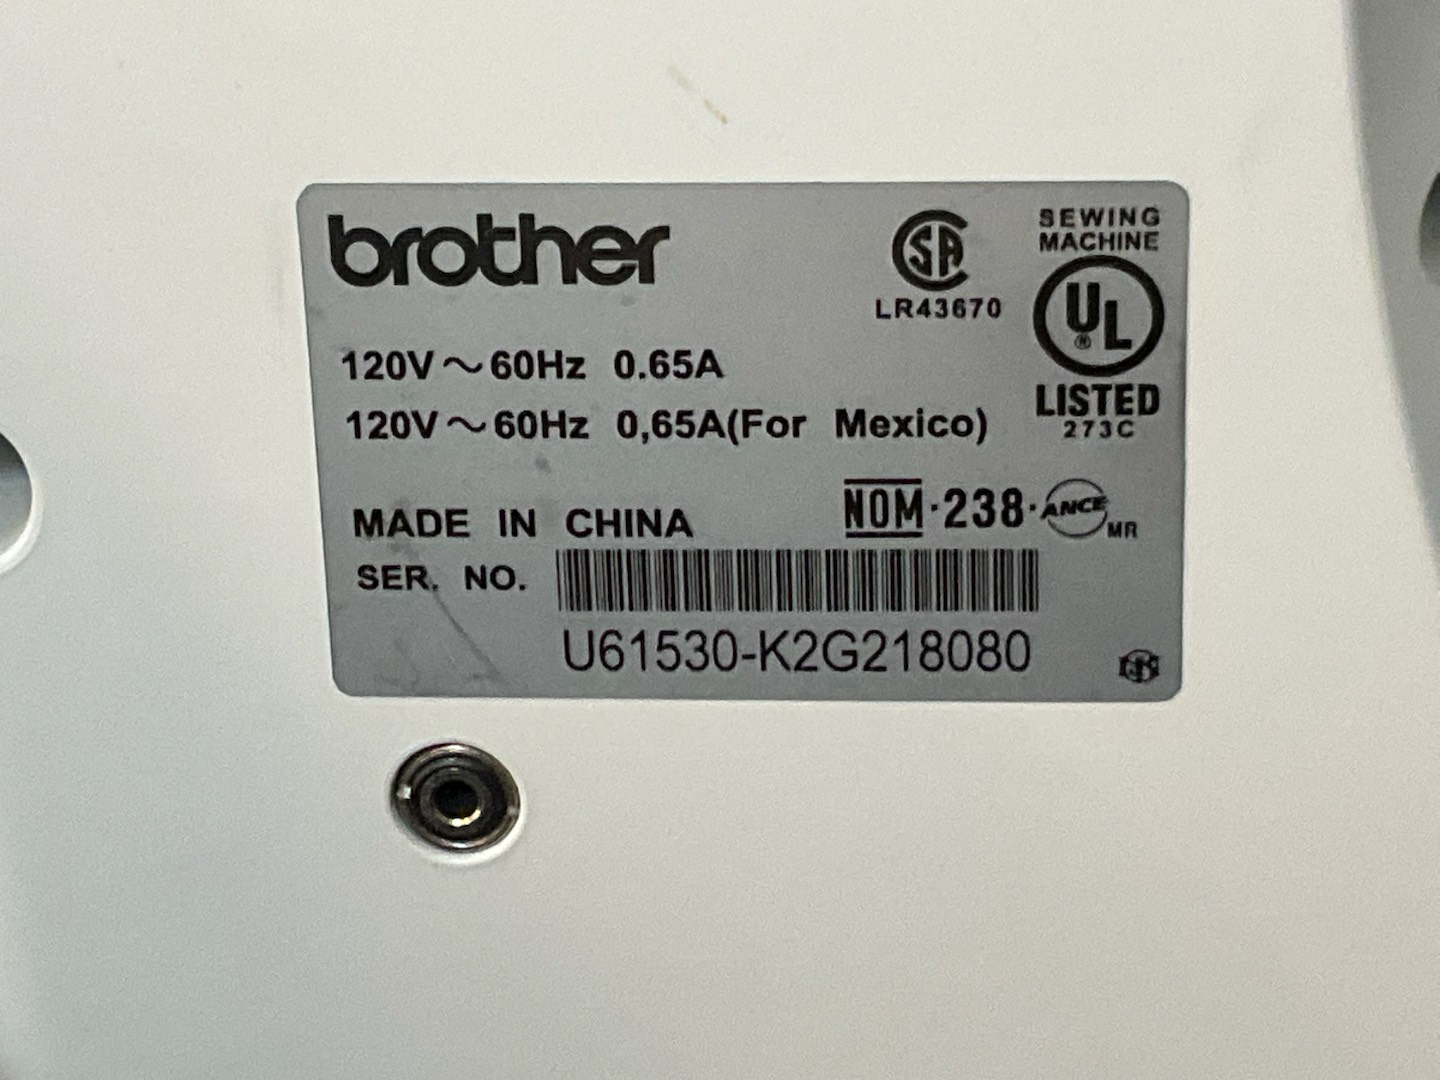 brother
SA
LR43670
SEWING
MACHINE
UL
®
LISTED
273C
120V～60Hz 0.65A
120V～60Hz 0,65A(For Mexico)
MADE IN CHINA
NOM·238·ANCE MR
SER. NO.
U61530-K2G218080